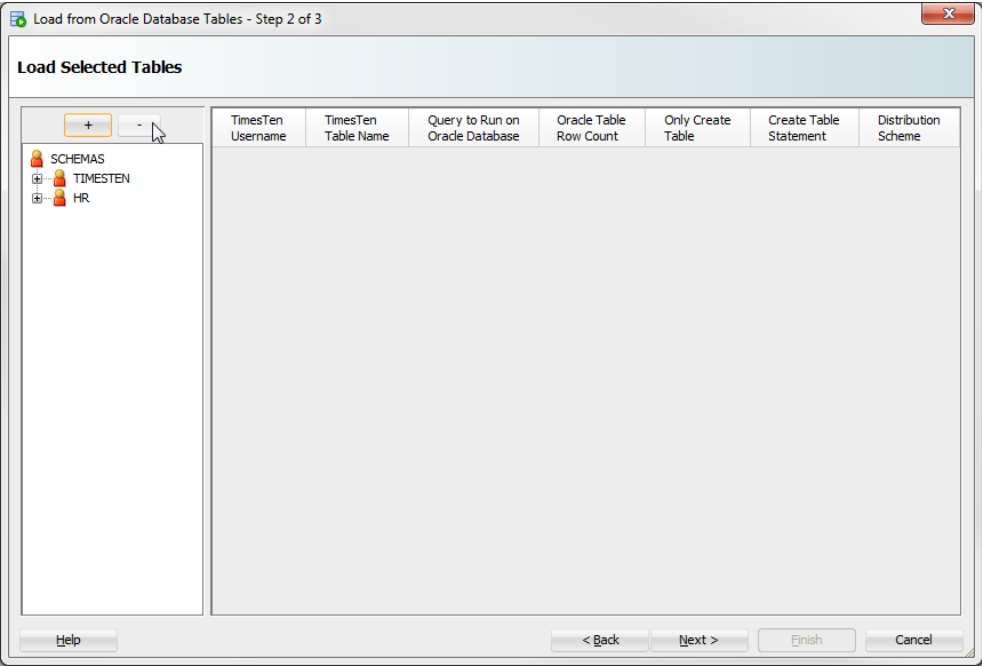 Load from Oracle Database Tables - Step 2 of 3
Load Selected Tables
+ -
SCHEMAS
TIMESTEN
HR
TimesTen Username
TimesTen Table Name
Query to Run on Oracle Database
Oracle Table Row Count
Only Create Table
Create Table Statement
Distribution Scheme
Help
< Back
Next >
Finish
Cancel